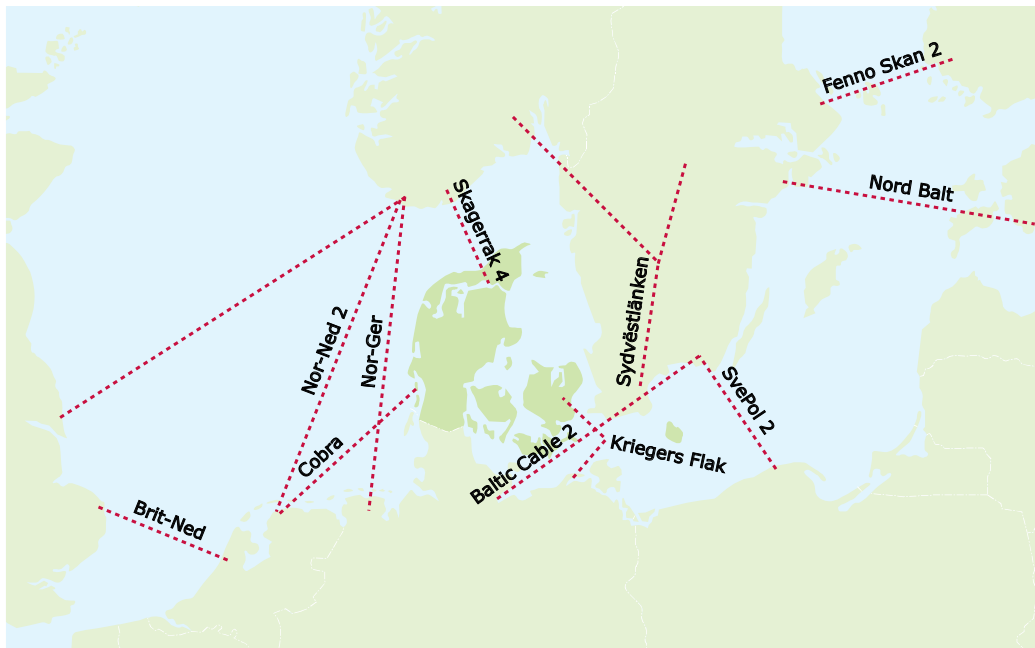 Fenno Skan 2
Nord Balt
Skagerrak 4
Sydvëstlänken
Nor-Ned 2
Nor-Ger
SvePol 2
Cobra
Baltic Cable 2
Kriegers Flak
Brit-Ned